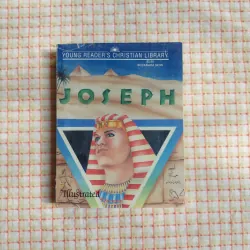 YOUNG READER'S CHRISTIAN LIBRARY
JOSEPH
Illustrated